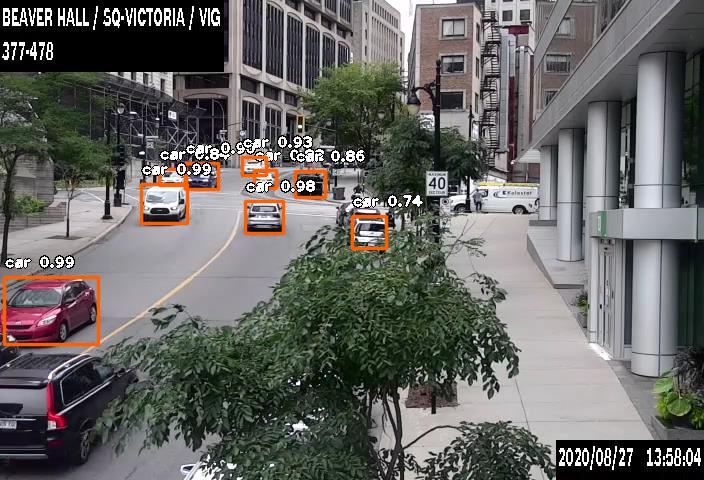 BEAVER HALL / SQ-VICTORIA / VIG
377-478
car 0.93
car 0.86
car 0.99
car 0.98
car 0.74
car 0.99
MAXIMUM
40
Kelostat
2020/08/27 13:58:04